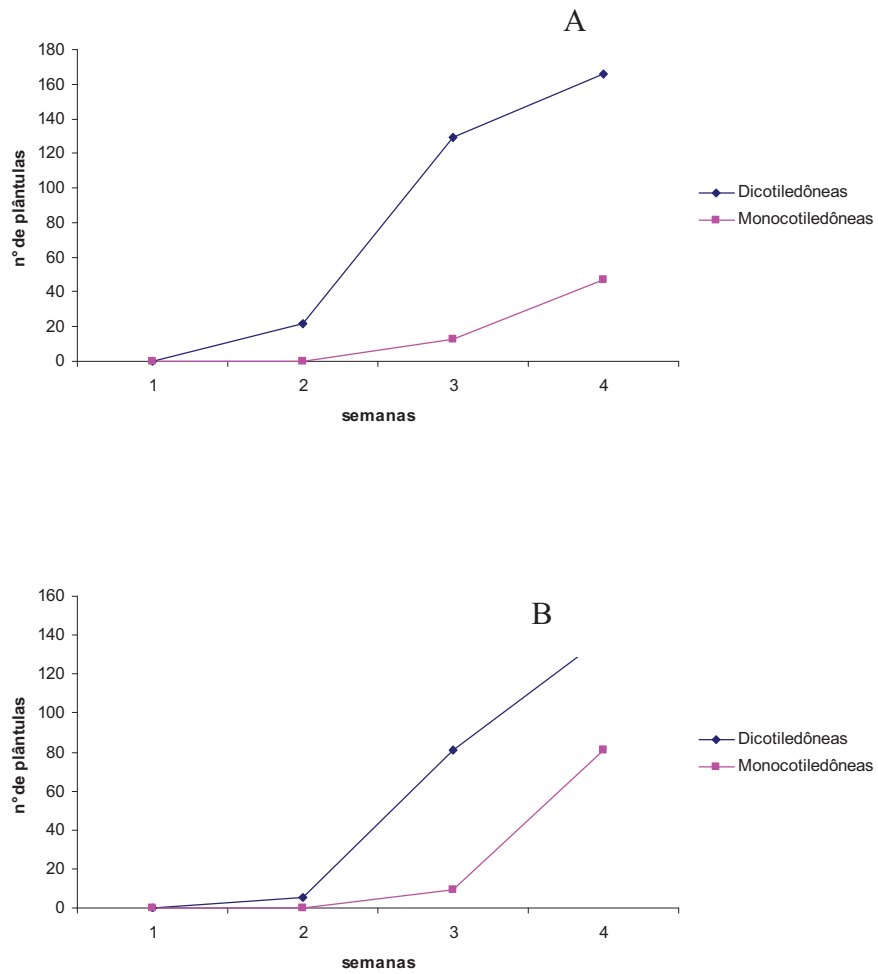 A
180
160
140
120
100
80
60
40
20
0
n° de plântulas
1 2 3 4
semanas
Dicotiledôneas
Monocotiledôneas
B
160
140
120
100
80
60
40
20
0
n° de plântulas
1 2 3 4
semanas
Dicotiledôneas
Monocotiledôneas